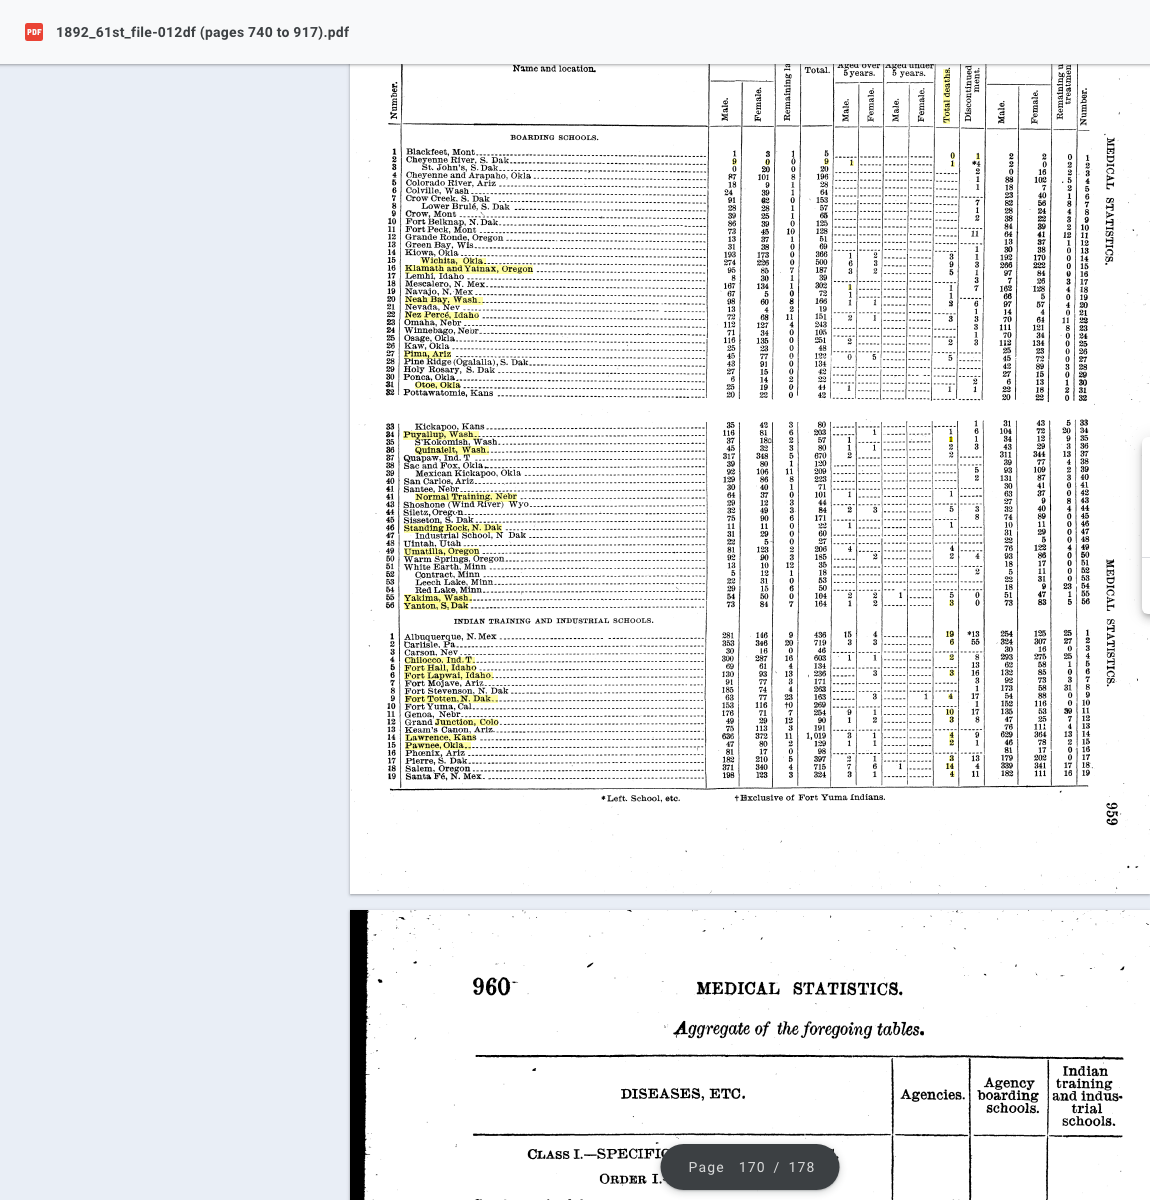 1892_61st_file-012df (pages 740 to 917).pdf
Number. Name and location. Male. Female. Total. Aged over 5 years. Aged under 5 years. Male. Female. Male. Female. Total deaths. Male. Female. Number.
BOARDING SCHOOLS.
1 Blackfeet, Mont 1 3 1 5 0 1 2 2 0 1
2 Cheyenne River, S. Dak 9 0 0 9 1 1 *4 2 0 2 2
3 St. John's, S. Dak 0 20 0 20 2 0 16 2 3
4 Cheyenne and Arapaho, Okla 87 101 8 196 1 88 102 5 4
5 Colorado River, Ariz 18 9 1 28 1 18 7 2 5
6 Colville, Wash 24 39 1 64 23 40 1 6
7 Crow Creek, S. Dak 91 62 0 153 7 82 56 8 7
8 Lower Brulé, S. Dak 28 28 1 57 1 28 24 4 8
9 Crow, Mont 39 25 1 65 2 38 22 3 9
10 Fort Belknap, N. Dak 86 39 0 125 84 39 2 10
11 Fort Peck, Mont 73 45 10 128 11 64 41 12 11
12 Grande Ronde, Oregon 13 37 1 51 13 37 1 12
13 Green Bay, Wis 31 38 0 69 1 30 38 0 13
14 Kiowa, Okla 193 173 0 366 1 2 3 1 192 170 0 14
15 Wichita, Okla. 274 226 0 500 6 3 9 3 266 222 0 15
16 Klamath and Yainax, Oregon 95 85 7 187 3 2 5 1 97 84 9 16
17 Lemhi, Idaho 8 30 1 39 3 7 26 3 17
18 Mescalero, N. Mex 167 134 1 302 1 1 7 162 128 4 18
19 Navajo, N. Mex 67 5 0 72 1 1 66 5 0 19
20 Neah Bay, Wash. 98 60 8 166 1 1 2 6 97 57 4 20
21 Nevada, Nev 13 4 2 19 1 14 4 0 21
22 Nez Percé, Idaho 72 68 11 151 2 1 3 3 70 64 11 22
23 Omaha, Nebr 112 127 4 243 3 111 121 8 23
24 Winnebago, Nebr 71 34 0 105 1 70 34 0 24
25 Osage, Okla 116 135 0 251 2 2 3 112 134 0 25
26 Kaw, Okla 25 23 0 48 25 23 0 26
27 Pima, Ariz 45 77 0 122 0 5 5 45 72 0 27
28 Pine Ridge (Ogalalla), S. Dak 43 91 0 134 42 89 3 28
29 Holy Rosary, S. Dak 27 15 0 42 27 15 0 29
30 Ponca, Okla 6 14 2 22 2 6 13 1 30
31 Otoe, Okla 25 19 0 44 1 1 1 22 18 2 31
32 Pottawatomie, Kans 20 22 0 42 20 22 0 32
33 Kickapoo, Kans 35 42 3 80 1 31 43 5 33
34 Puyallup, Wash. 116 81 6 203 1 1 6 104 72 20 34
35 S'Kokomish, Wash 37 18 2 57 1 1 1 34 12 9 35
36 Quinaielt, Wash. 45 32 3 80 1 1 2 3 43 29 3 36
37 Quapaw, Ind. T 317 348 5 670 2 2 311 344 13 37
38 Sac and Fox, Okla 39 80 1 120 39 77 4 38
39 Mexican Kickapoo, Okla 92 106 11 209 5 93 109 2 39
40 San Carlos, Ariz 129 86 8 223 2 131 87 3 40
41 Santee, Nebr 30 40 1 71 30 41 0 41
41 Normal Training, Nebr 64 37 0 101 1 1 63 37 0 42
43 Shoshone (Wind River) Wyo 29 12 3 44 27 9 8 43
44 Siletz, Oregon 32 49 3 84 2 3 5 3 32 40 4 44
45 Sisseton, S. Dak 75 90 6 171 8 74 89 0 45
46 Standing Rock, N. Dak 11 11 0 22 1 1 10 11 0 46
47 Industrial School, N Dak 31 29 0 60 31 29 0 47
48 Uintah, Utah 22 5 0 27 22 5 0 48
49 Umatilla, Oregon 81 123 2 206 4 4 76 122 4 49
50 Warm Springs, Oregon 92 90 3 185 2 2 4 93 86 0 50
51 White Earth, Minn 13 10 12 35 18 17 0 51
52 Contract, Minn 5 12 1 18 2 5 11 0 52
53 Leech Lake, Minn 22 31 0 53 22 31 0 53
54 Red Lake, Minn 29 15 6 50 18 9 23 54
55 Yakima, Wash. 54 50 0 104 2 2 1 5 0 51 47 1 55
56 Yanton, S, Dak 73 84 7 164 1 2 3 0 73 83 5 56
INDIAN TRAINING AND INDUSTRIAL SCHOOLS.
1 Albuquerque, N. Mex 281 146 9 436 15 4 19 *13 254 125 25 1
2 Carlisle, Pa 353 346 20 719 3 3 6 55 324 307 27 2
3 Carson, Nev 30 16 0 46 30 16 0 3
4 Chilocco, Ind. T. 300 287 16 603 1 1 2 8 293 275 25 4
5 Fort Hall, Idaho 69 61 4 134 13 62 58 1 5
6 Fort Lapwai, Idaho 130 93 13 236 3 3 16 132 85 0 6
7 Fort Mojave, Ariz 91 77 3 171 3 92 73 3 7
8 Fort Stevenson, N. Dak 185 74 4 263 1 173 58 31 8
9 Fort Totten, N. Dak 63 77 23 163 3 1 4 17 54 88 0 9
10 Fort Yuma, Cal 153 116 †0 269 1 152 116 0 10
11 Genoa, Nebr 176 71 7 254 9 1 10 17 135 53 39 11
12 Grand Junction, Colo 49 29 12 90 1 2 3 8 47 25 7 12
13 Keam's Canon, Ariz 75 113 3 191 76 111 4 13
14 Lawrence, Kans 636 372 11 1,019 3 1 4 9 629 364 13 14
15 Pawnee, Okla 47 80 2 129 1 1 2 1 46 78 2 15
16 Phœnix, Ariz 81 17 0 98 81 17 0 16
17 Pierre, S. Dak 182 210 5 397 2 1 3 13 179 202 0 17
18 Salem, Oregon 371 340 4 715 7 6 1 14 4 339 341 17 18
19 Santa Fé, N. Mex 198 123 3 324 3 1 4 11 182 111 16 19
*Left. School, etc. †Exclusive of Fort Yuma Indians.
MEDICAL STATISTICS.
MEDICAL STATISTICS.
959
960 MEDICAL STATISTICS.
Aggregate of the foregoing tables.
DISEASES, ETC. Agencies. Agency boarding schools. Indian training and indus-trial schools.
CLASS I.—SPECIFIC
ORDER I.
Page 170 / 178